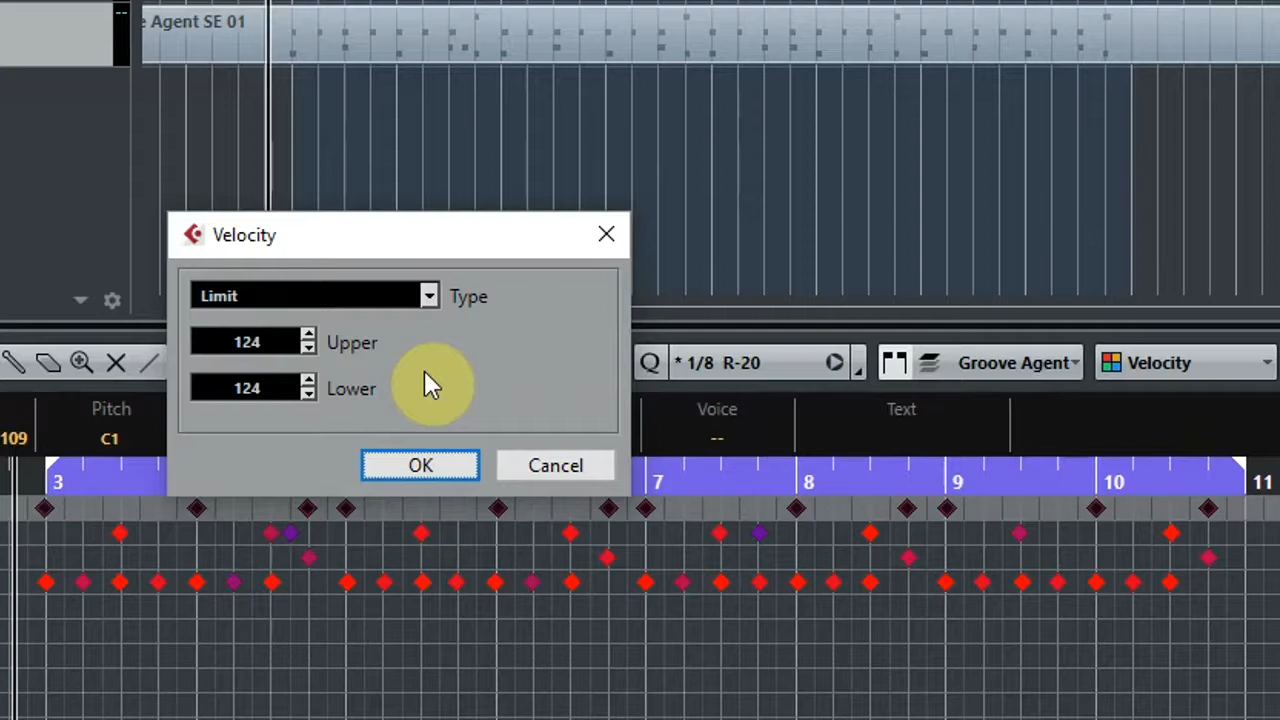 e Agent SE 01
Velocity
Limit
Type
124
Upper
124
Lower
OK
Cancel
Q
* 1/8 R-20
Groove Agent
Velocity
Pitch
Voice
Text
109
C1
--
3
7
8
9
10
11